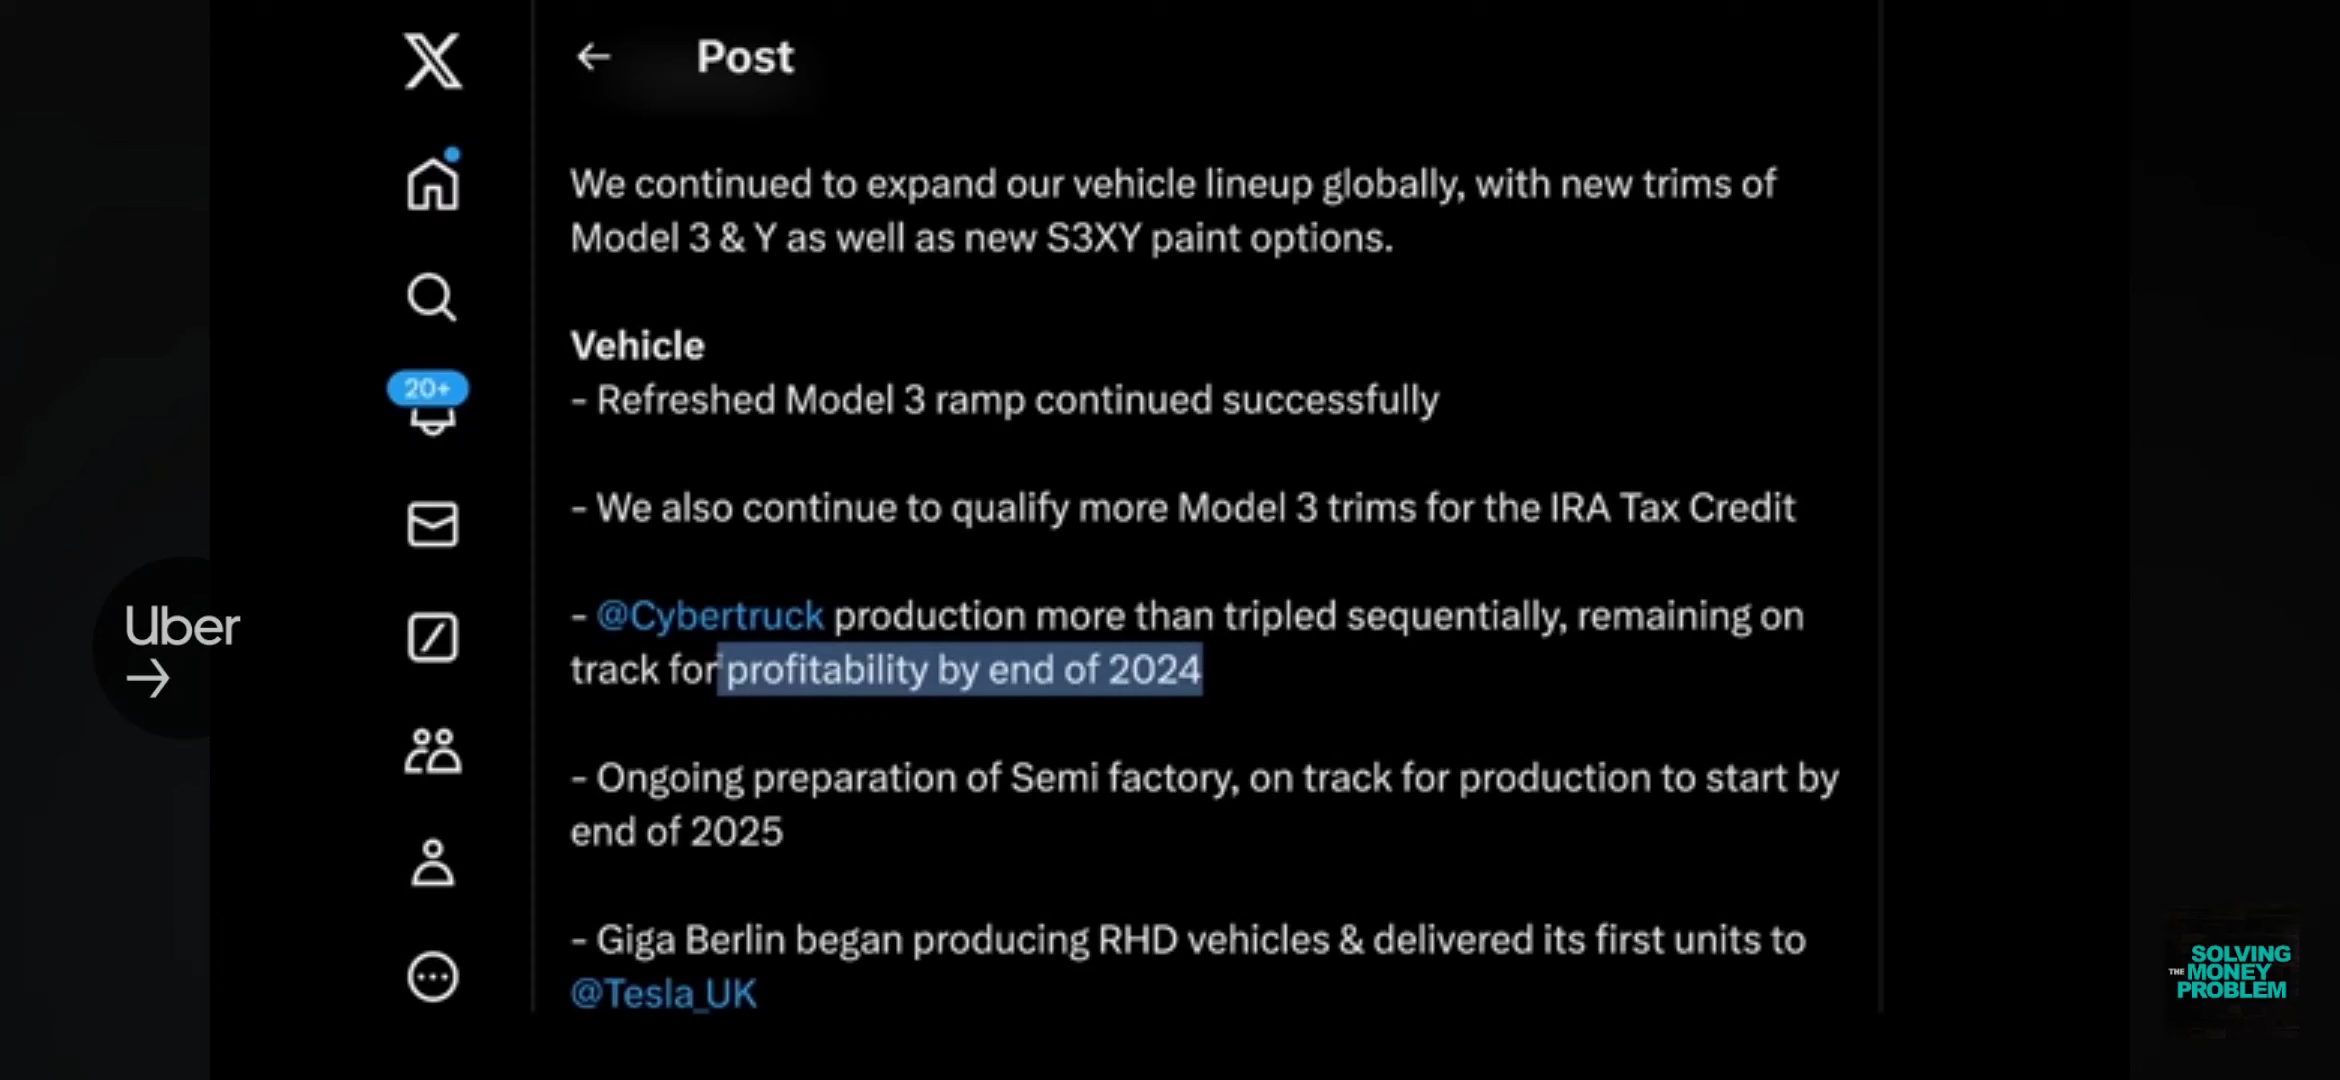 Post
We continued to expand our vehicle lineup globally, with new trims of
Model 3 & Y as well as new S3XY paint options.
Vehicle
- Refreshed Model 3 ramp continued successfully
20+
- We also continue to qualify more Model 3 trims for the IRA Tax Credit
- @Cybertruck production more than tripled sequentially, remaining on
track for profitability by end of 2024
Uber
- Ongoing preparation of Semi factory, on track for production to start by
end of 2025
- Giga Berlin began producing RHD vehicles & delivered its first units to
@Tesla_UK
SOLVING
THE MONEY
PROBLEM